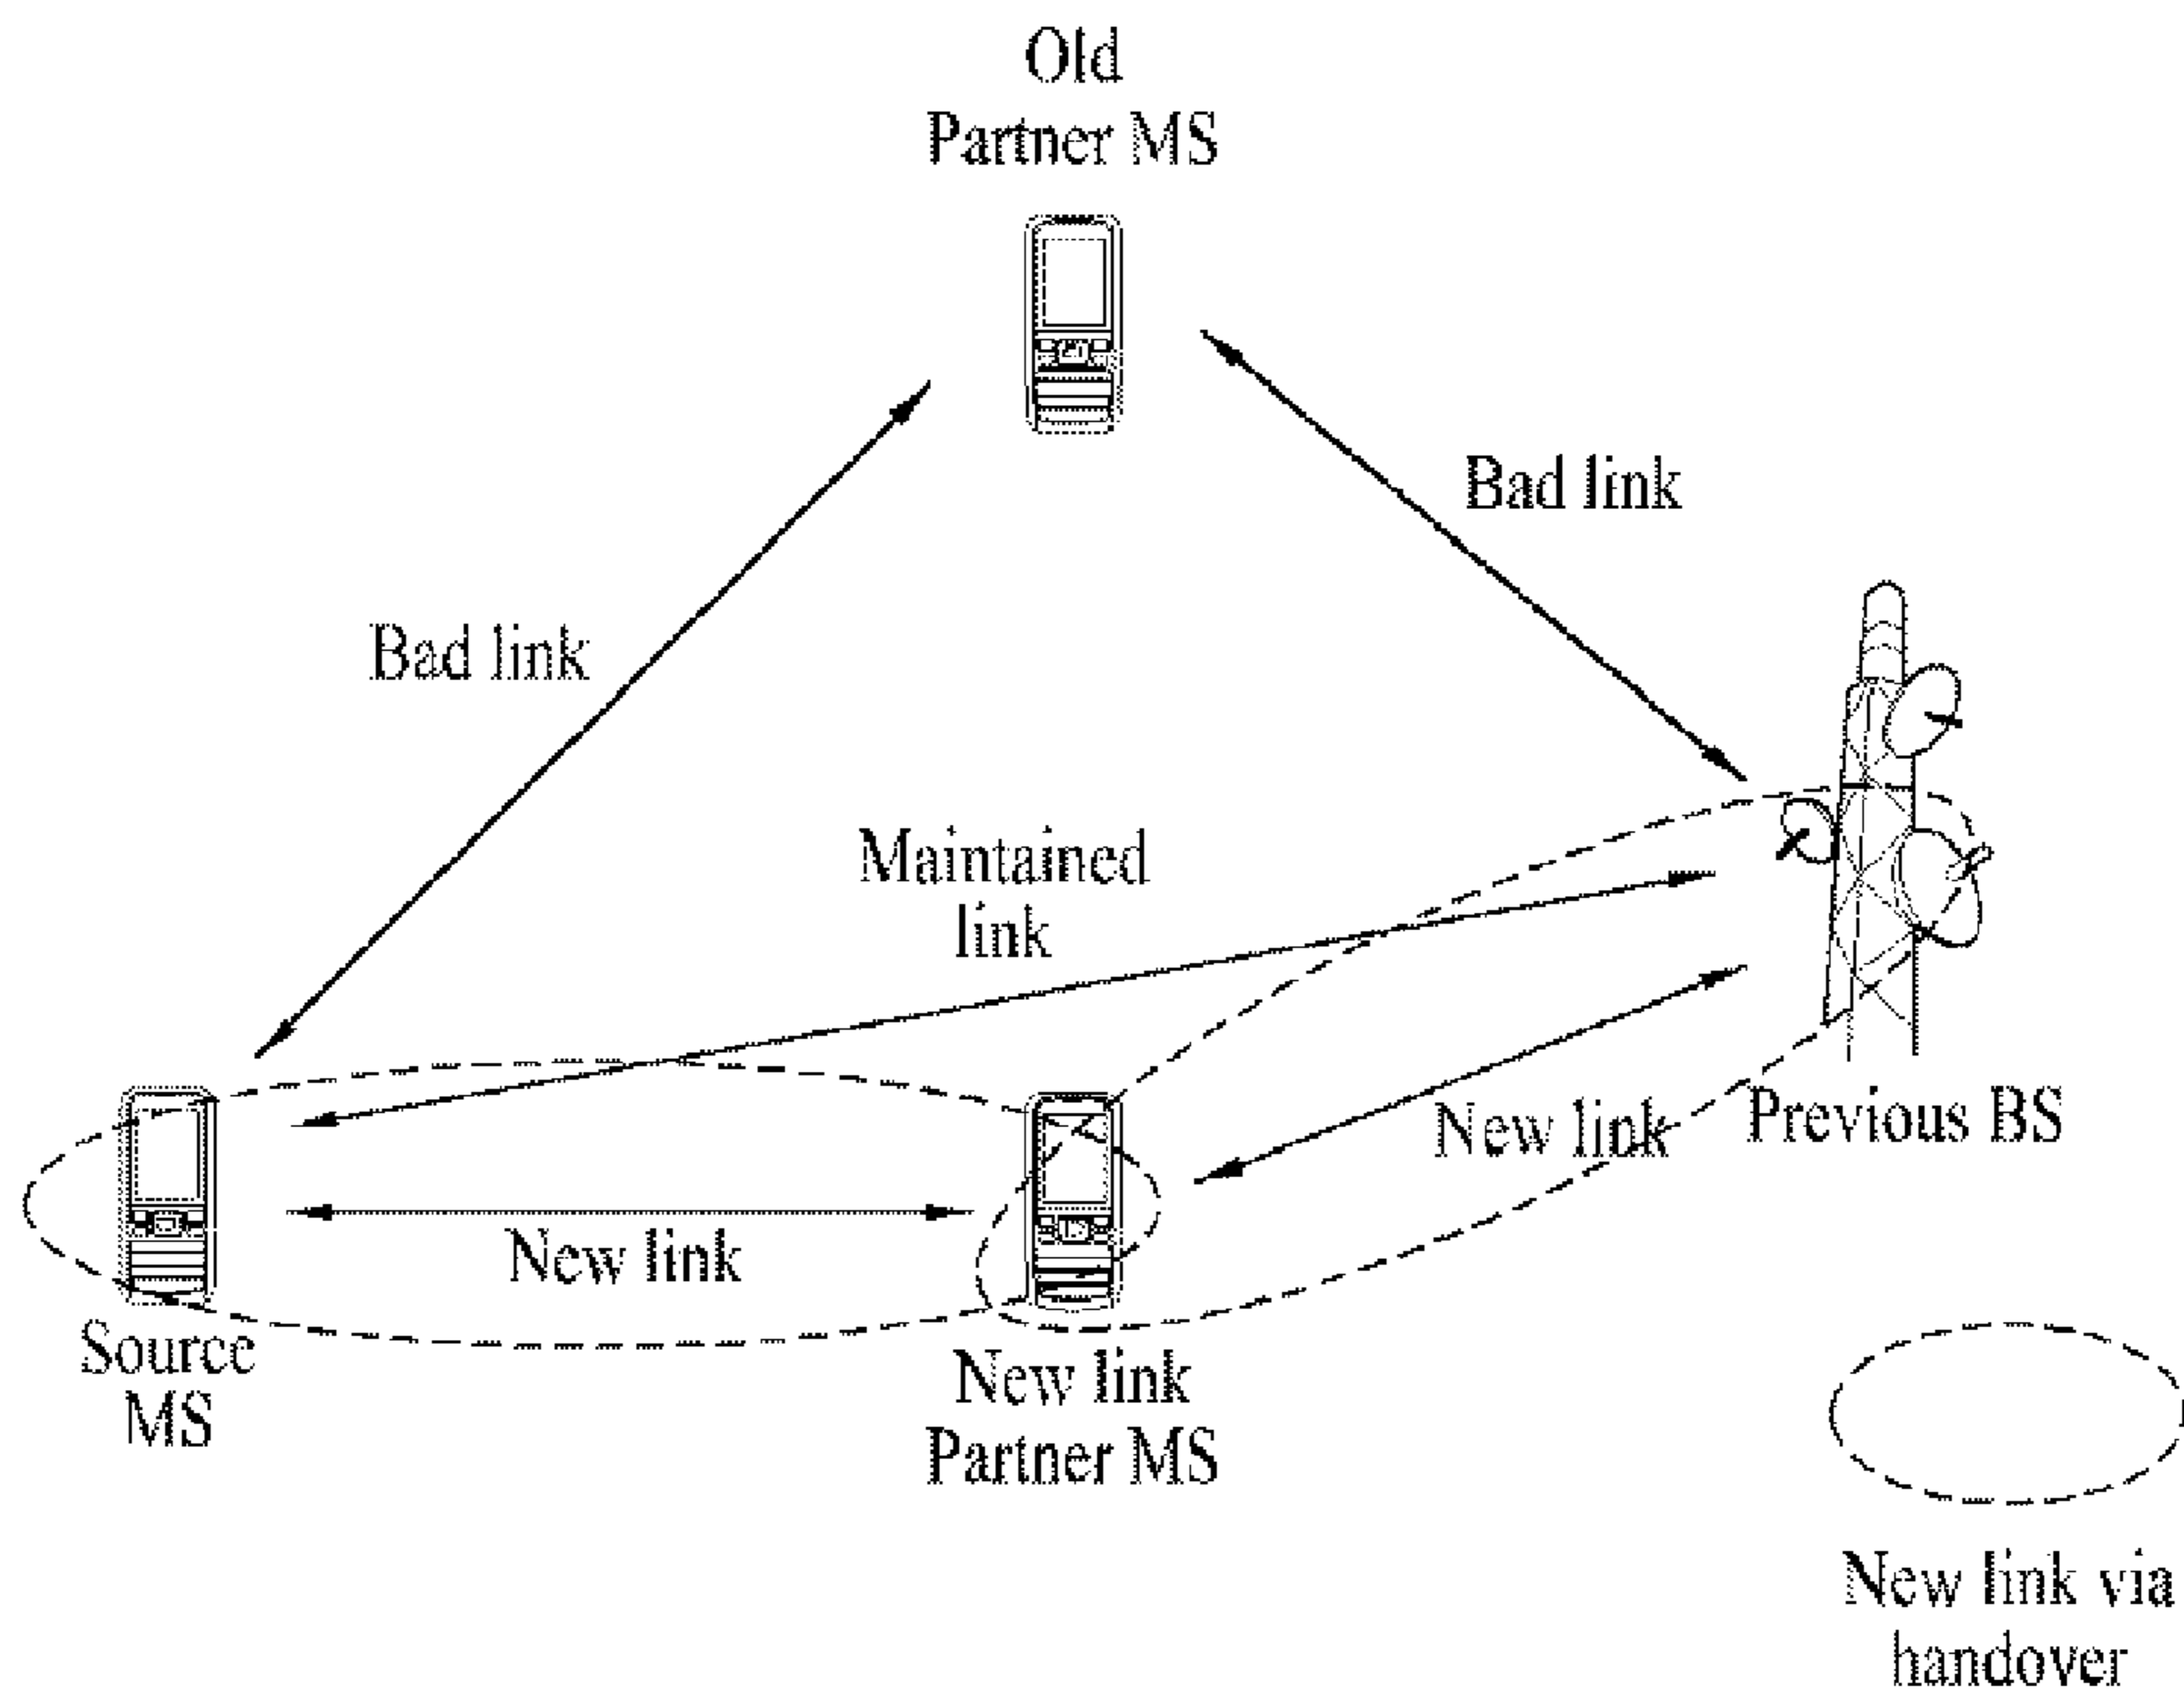 Old
Partner MS
Bad link
Bad link
Maintained
link
New link
Previous BS
New link
Source
MS
New link
Partner MS
New link via
handover